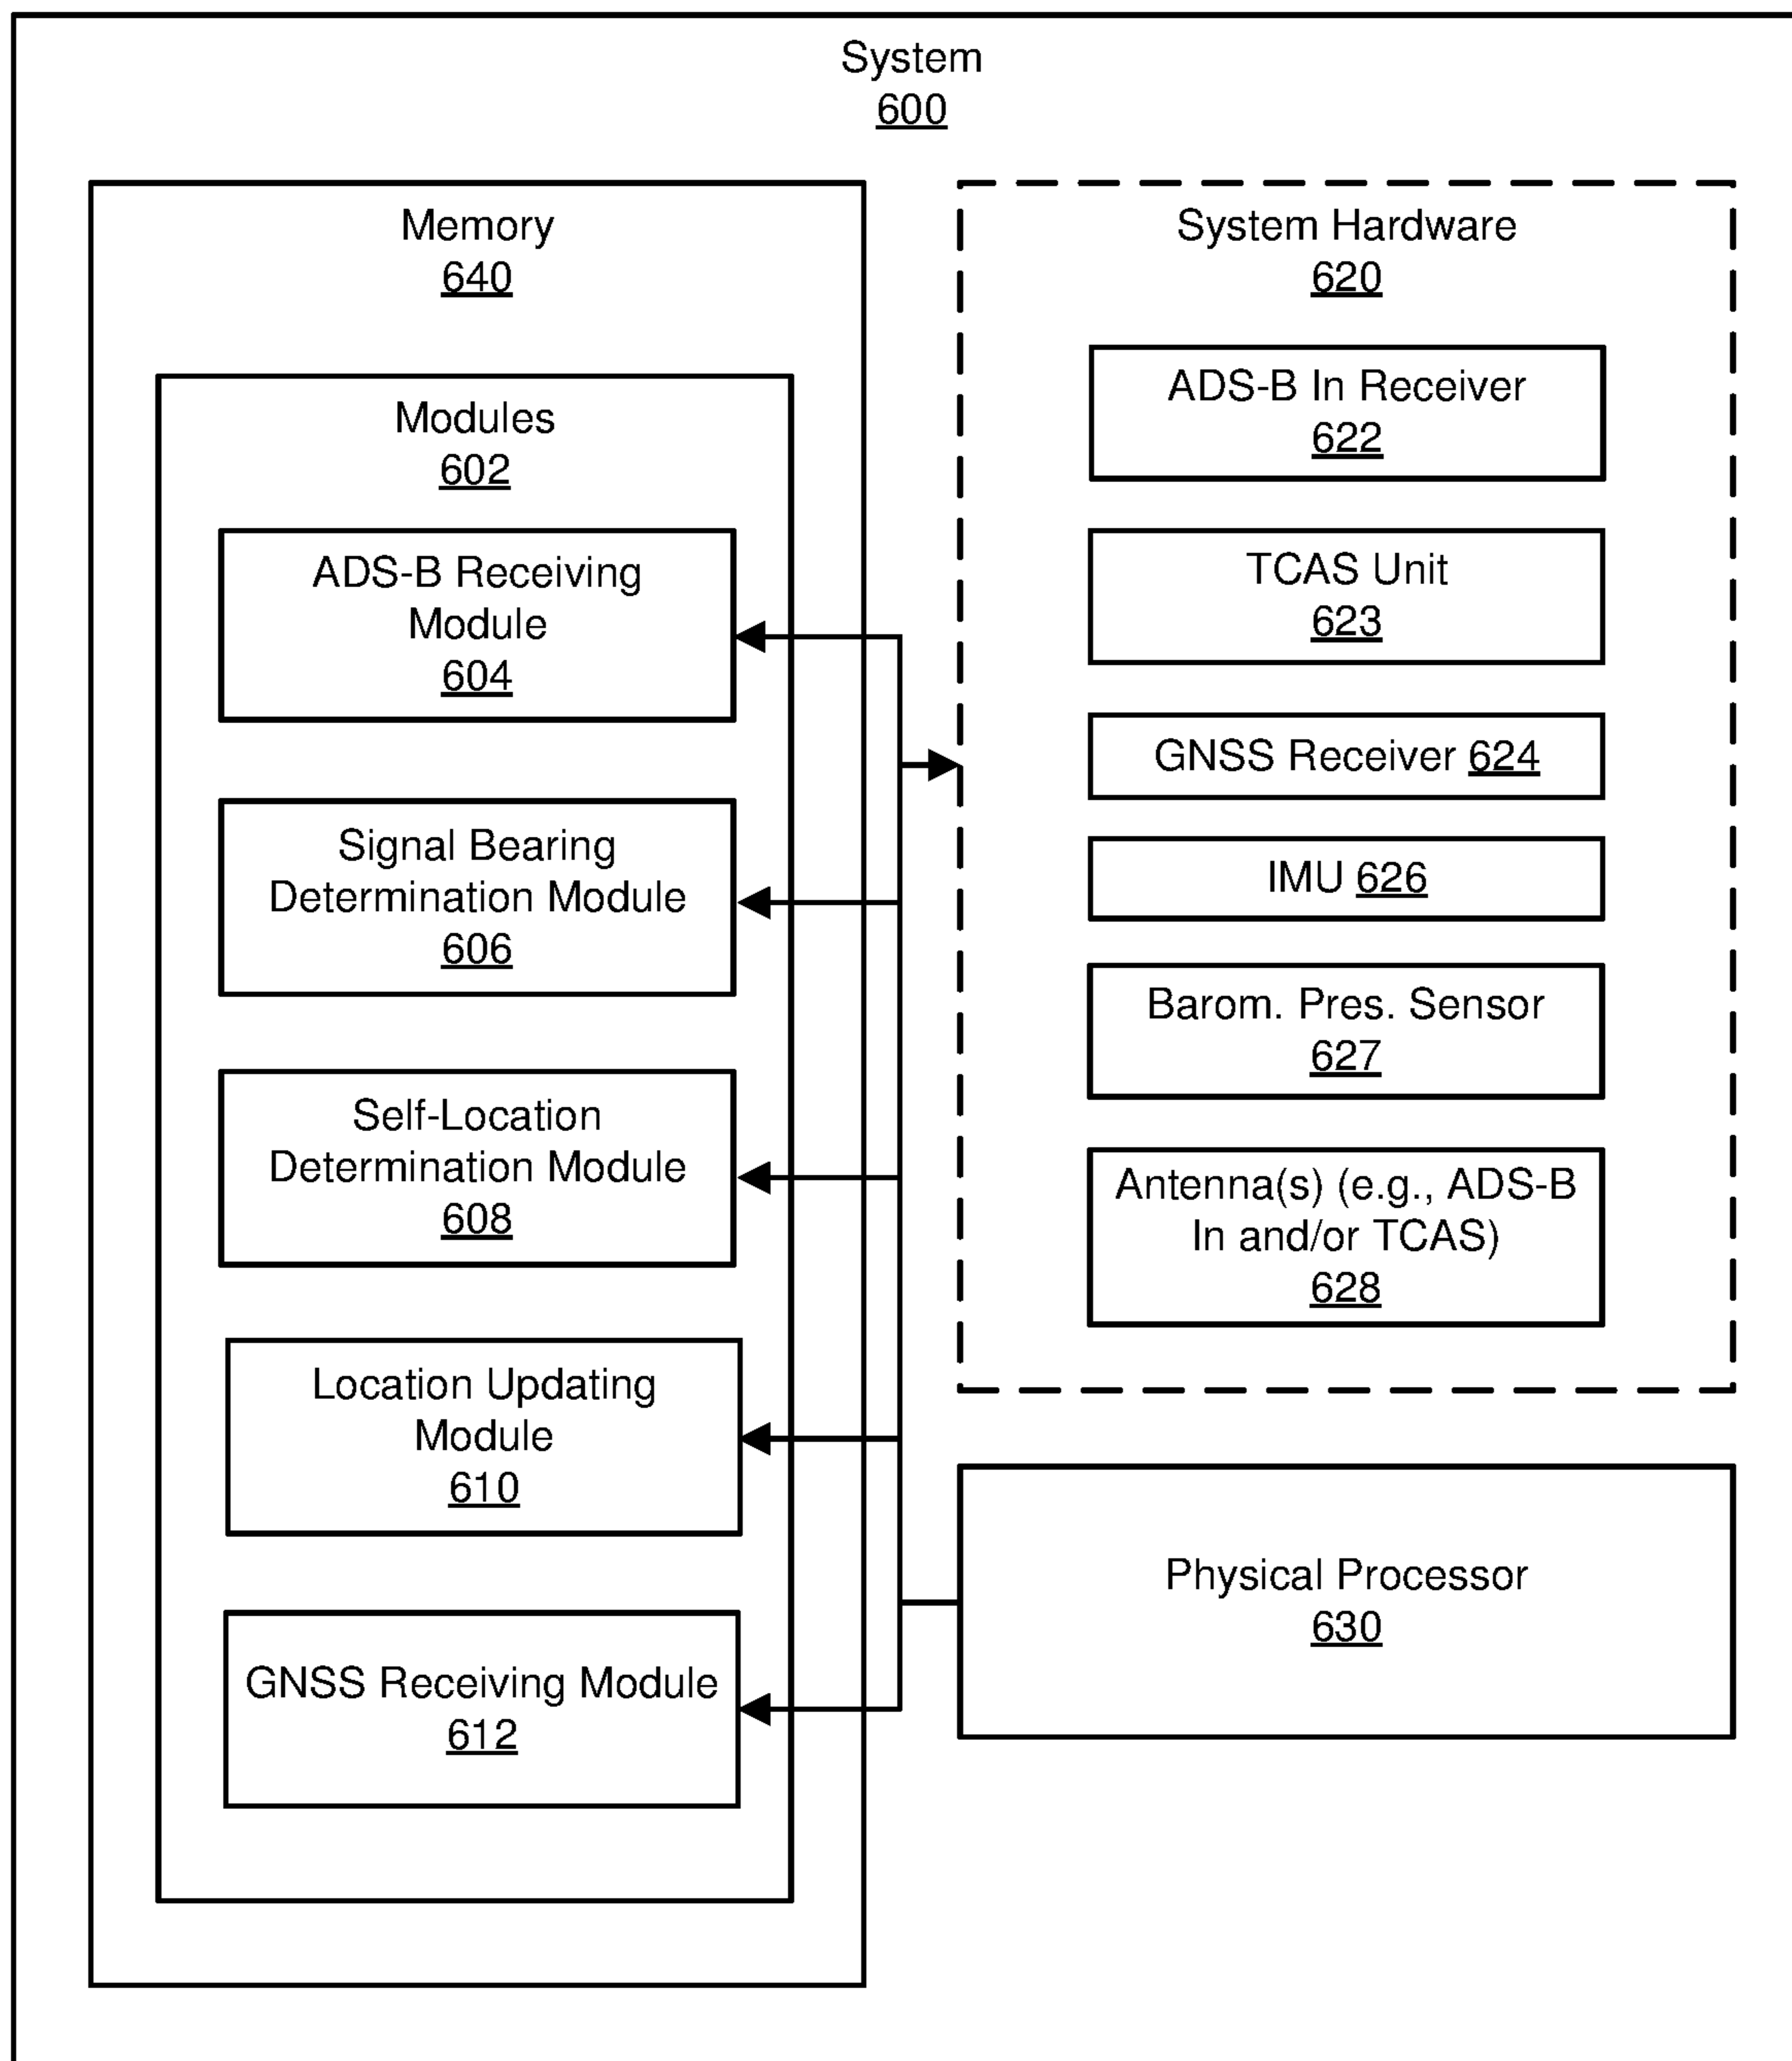 System
600
Memory
640
Modules
602
ADS-B Receiving
Module
604
Signal Bearing
Determination Module
606
Self-Location
Determination Module
608
Location Updating
Module
610
GNSS Receiving Module
612
System Hardware
620
ADS-B In Receiver
622
TCAS Unit
623
GNSS Receiver 624
IMU 626
Barom. Pres. Sensor
627
Antenna(s) (e.g., ADS-B
In and/or TCAS)
628
Physical Processor
630